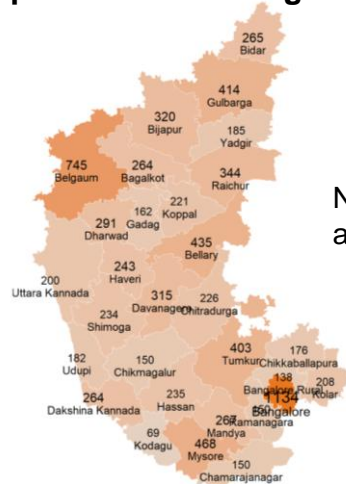 265
Bidar
414
Gulbarga
320
Bijapur
185
Yadgir
745
Belgaum
264
Bagalkot
344
Raichur
221
Koppal
162
Gadag
291
Dharwad
435
Bellary
243
Haveri
200
Uttara Kannada
315
Davanagere
226
Chitradurga
234
Shimoga
403
Tumkur
176
Chikkaballapura
182
Udupi
150
Chikmagalur
138
Bangalore Rural
208
Kolar
1134
Bangalore
264
Dakshina Kannada
235
Hassan
Mandya
Ramanagara
69
Kodagu
468
Mysore
150
Chamarajanagar
N
a